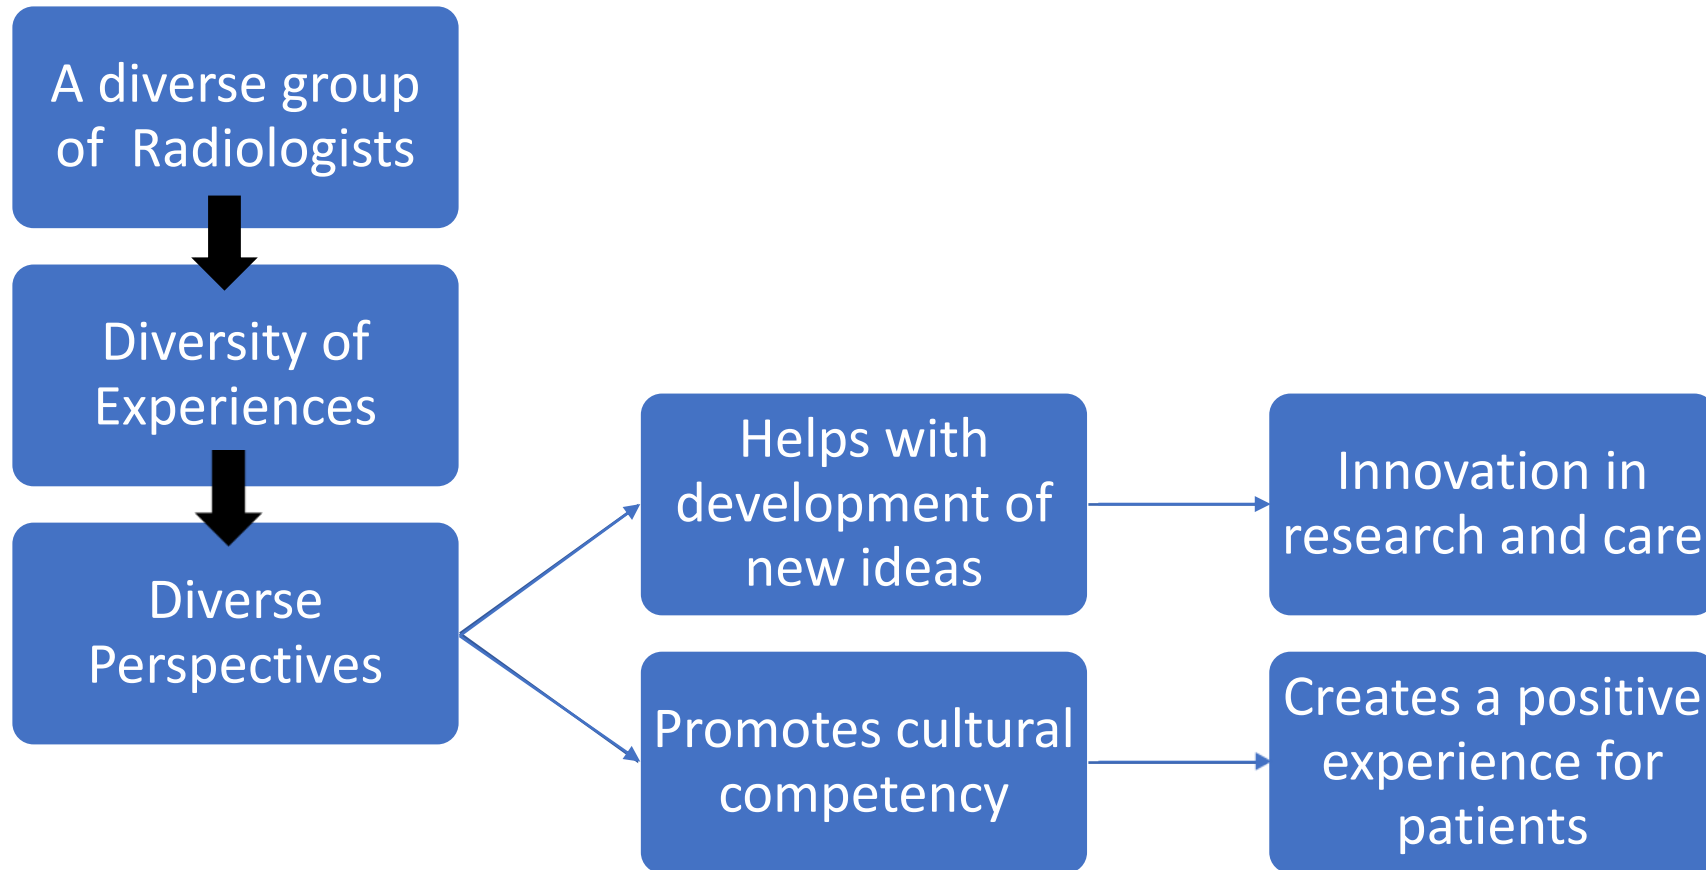 A diverse group
of  Radiologists
Diversity of
Experiences
Diverse
Perspectives
Helps with
development of
new ideas
Innovation in
research and care
Promotes cultural
competency
Creates a positive
experience for
patients